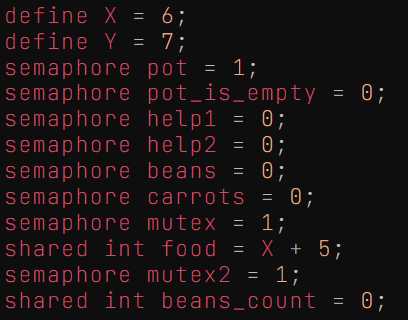 define X = 6;
define Y = 7;
semaphore pot = 1;
semaphore pot_is_empty = 0;
semaphore help1 = 0;
semaphore help2 = 0;
semaphore beans = 0;
semaphore carrots = 0;
semaphore mutex = 1;
shared int food = X + 5;
semaphore mutex2 = 1;
shared int beans_count = 0;